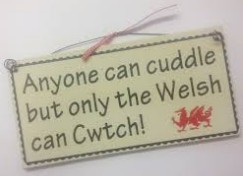 Anyone can cuddle
but only the Welsh
can Cwtch!